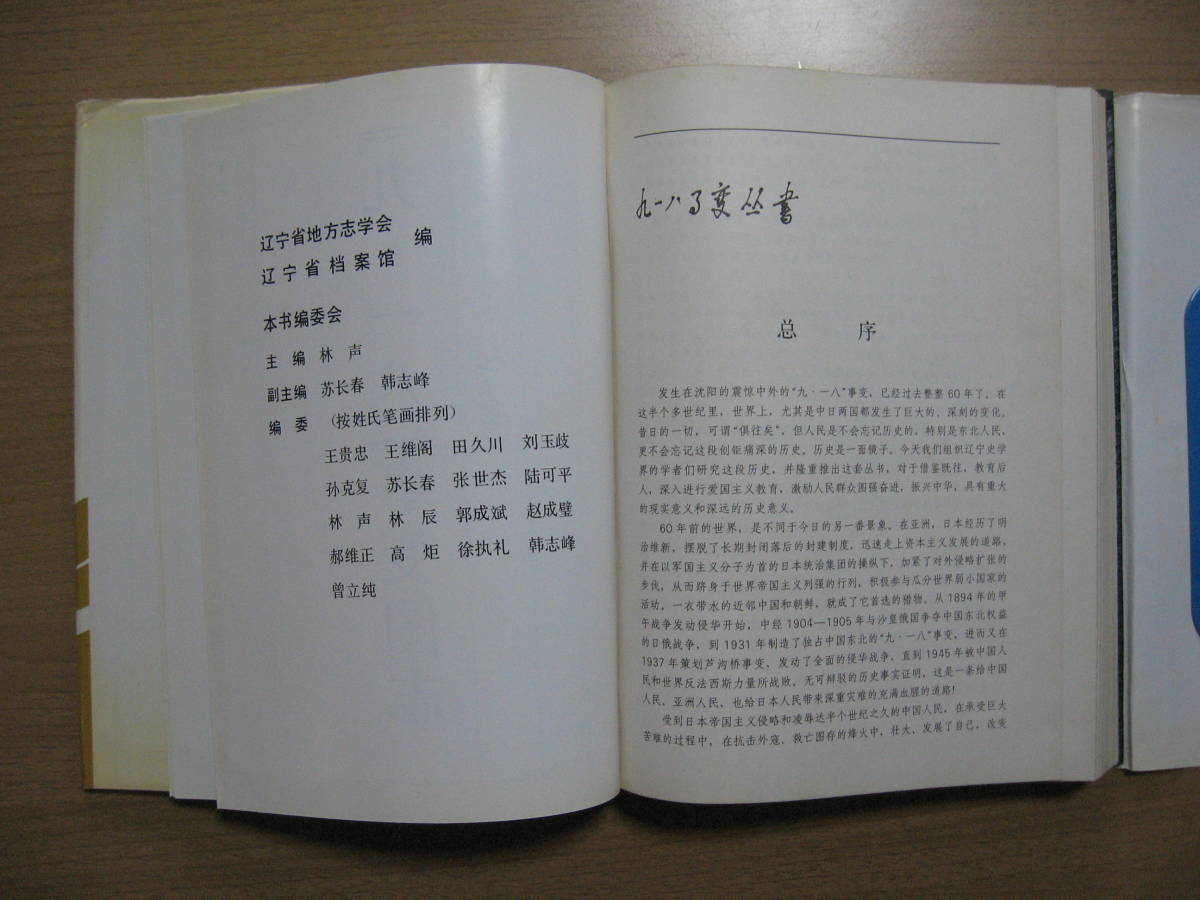 辽宁省地方志学会
辽宁省档案馆
编
本书编委会
主编 林声
副主编 苏长春 韩志峰
编委 (按姓氏笔画排列)
王贵忠 王维阁 田久川 刘玉歧
孙克复 苏长春 张世杰 陆可平
林声 林辰 郭成斌 赵成璧
郝维正 高炬 徐执礼 韩志峰
曾立纯
九一八事变丛书
总序
发生在沈阳的震惊中外的“九·一八”事变，已经过去整整60年了。在
这半个多世纪里，世界上，尤其是中日两国都发生了巨大的、深刻的变化。
昔日的一切，可谓“俱往矣”，但人民是不会忘记历史的，特别是东北人民，
更不会忘记这段创钜痛深的历史。历史是一面镜子。今天我们组织辽宁史学
界的学者们研究这段历史，并隆重推出这套丛书，对于借鉴既往，教育后
人，深入进行爱国主义教育，激励人民群众图强奋进，振兴中华，具有重大
的现实意义和深远的历史意义。
60年前的世界，是不同于今日的另一番景象。在亚洲，日本经历了明
治维新，摆脱了长期封闭落后的封建制度，迅速走上资本主义发展的道路，
并在以军国主义分子为首的日本统治集团的操纵下，加紧了对外侵略扩张的
步伐，从而跻身于世界帝国主义列强的行列，积极参与瓜分世界弱小国家的
活动，一衣带水的近邻中国和朝鲜，就成了它首选的猎物。从1894年的甲
午战争发动侵华开始，中经1904—1905年与沙皇俄国争夺中国东北权益
的日俄战争，到1931年制造了独占中国东北的“九·一八”事变，进而又在
1937年策划芦沟桥事变，发动了全面的侵华战争，直到1945年被中国人
民和世界反法西斯力量所战败。无可辩驳的历史事实证明，这是一条给中国
人民、亚洲人民，也给日本人民带来深重灾难的充满血腥的道路!
受到日本帝国主义侵略和凌辱达半个世纪之久的中国人民，在承受巨大
苦难的过程中，在抗击外寇、救亡图存的烽火中，壮大、发展了自己，改变